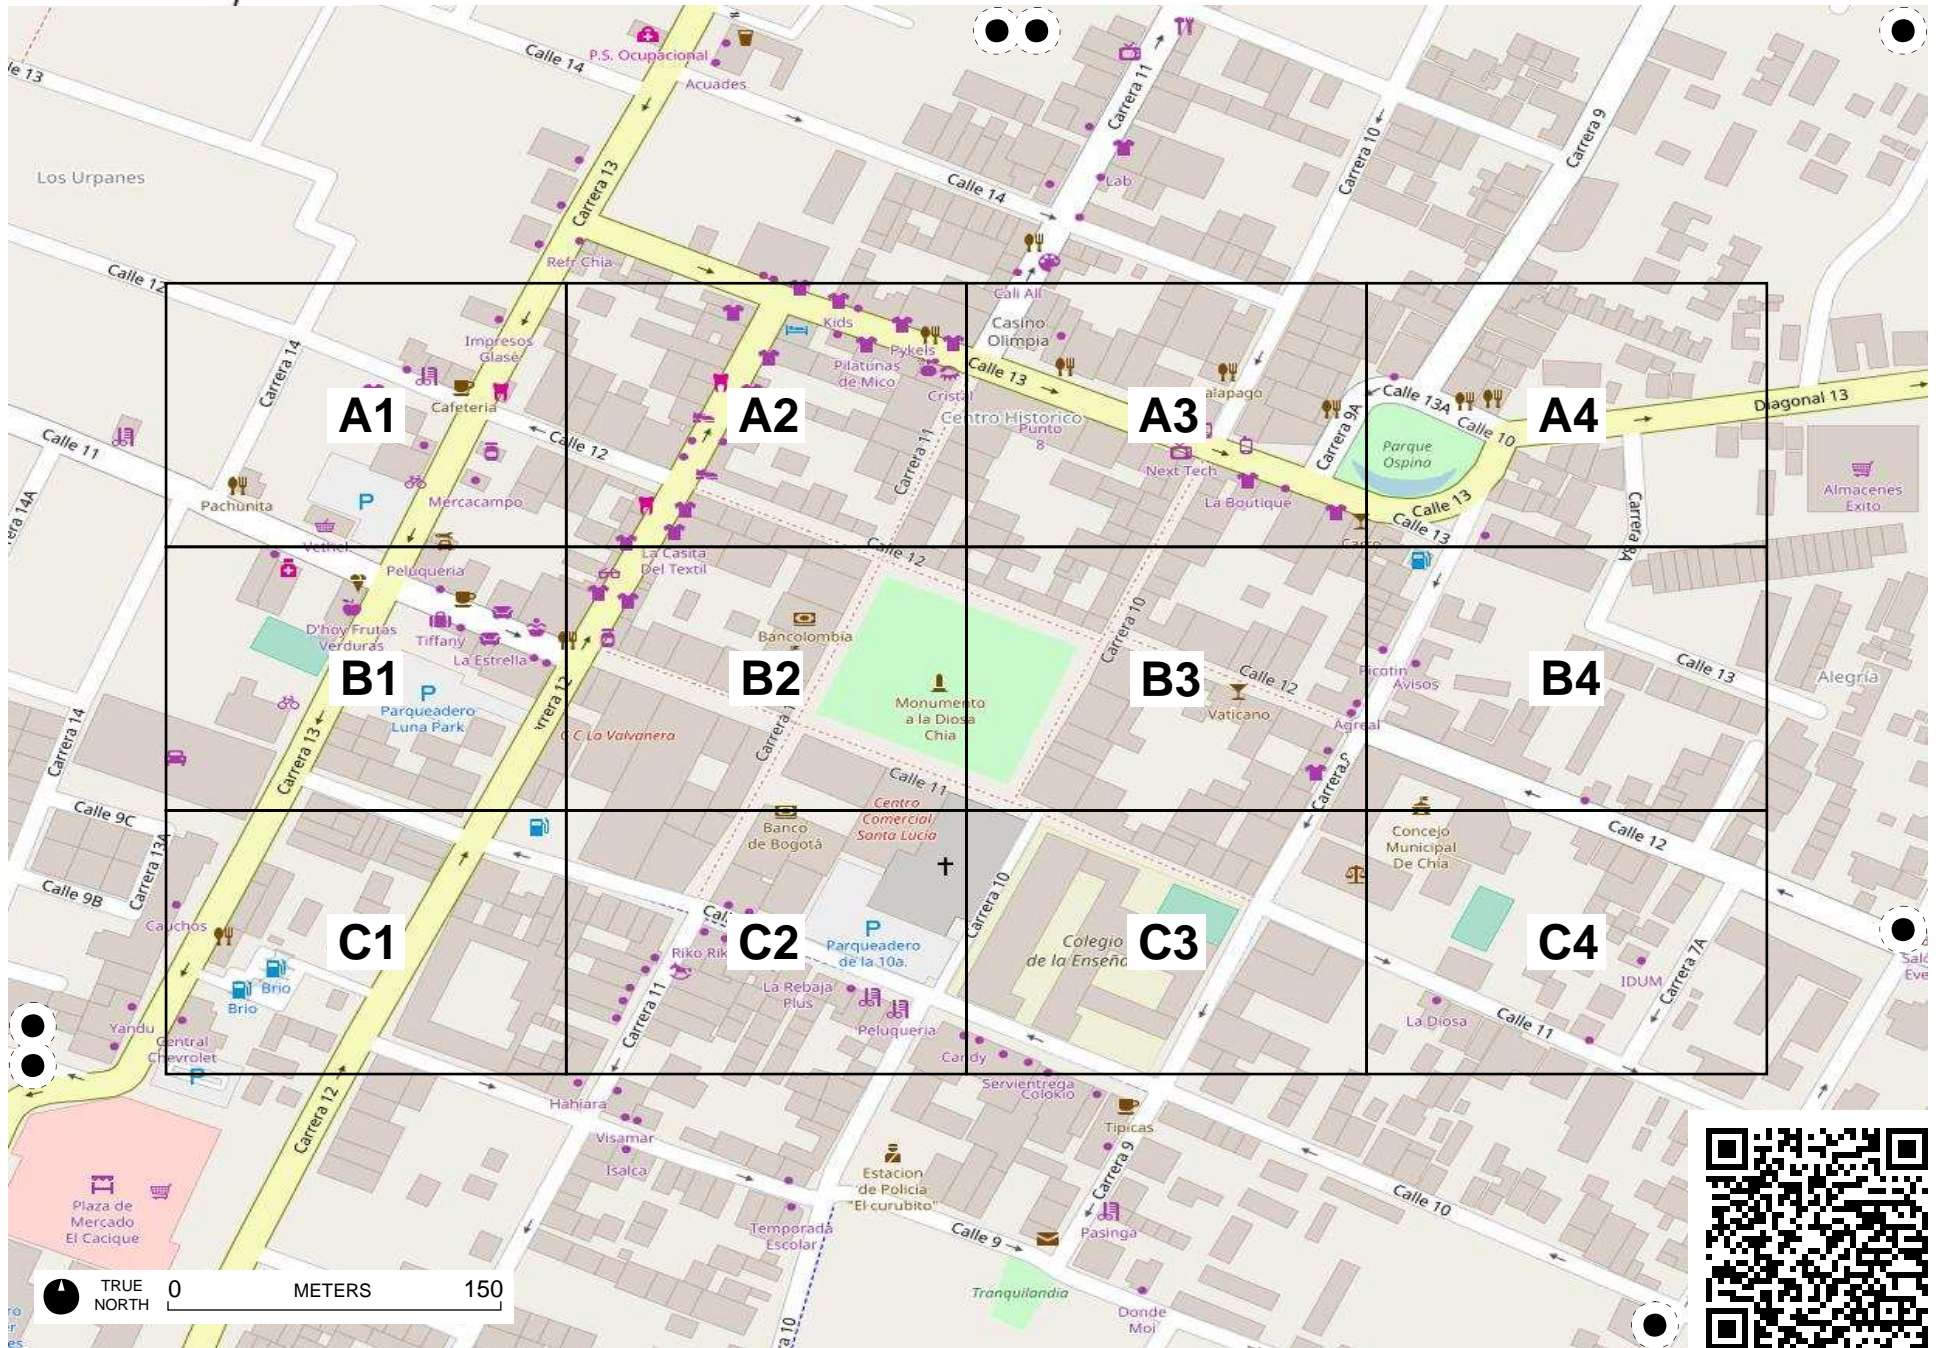 P.S. Ocupacional
Acuades
Calle 14
Carrera 11
Carrera 10
Carrera 9
Los Urpanes
Carrera 13
Calle 14
Lab
Refr Chia
Calle 12
Cali All
Impresos
Glasé
Kids
Casino
Olimpia
Pykels
Pilatunas
de Mico
Cristal
Calle 13
Calle 13A
Diagonal 13
Carrera 14
Cafeteria
A1
A2
A3
A4
Centro Historico
Punto
8
Calle 11
Calle 12
Carrera 11
Carrera 9A
Parque
Ospina
Calle 10
Next Tech
La Boutique
Calle 13
Calle 13
Almacenes
Exito
Pachunita
Mercacampo
Calle 12
Peluqueria
La Casita
Del Textil
D'hoy Frutas
Verduras
Tiffany
La Estrella
Bancolombia
Carrera 10
Calle 12
Picotin
Avisos
Calle 13
Alegría
B1
B2
B3
B4
Parqueadero
Luna Park
Monumento
a la Diosa
Chia
Vaticano
Agreal
Carrera 14
Carrera 13
Calle 11
Calle 9C
Centro
Comercial
Santa Lucía
Banco
de Bogotá
Concejo
Municipal
De Chia
Calle 12
Carrera 13A
Calle 9B
Cauchos
C1
C2
C3
C4
Carrera 10
Parqueadero
de la 10a.
Colegio
Brio
Brio
La Rebaja
Plus
Carrera 11
Peluqueria
IDUM
Carrera 7A
La Diosa
Calle 11
Yandu
Central
Chevrolet
Candy
Servientrega
Colokio
Hahiara
Visamar
Isalca
Carrera 12
Tipicas
Carrera 9
Estacion
de Policia
"El curubito"
Calle 10
Plaza de
Mercado
El Cacique
Temporada
Escolar
Calle 9
Pasinga
Tranquilandia
Donde
Moi
TRUE
NORTH
0
METERS
150